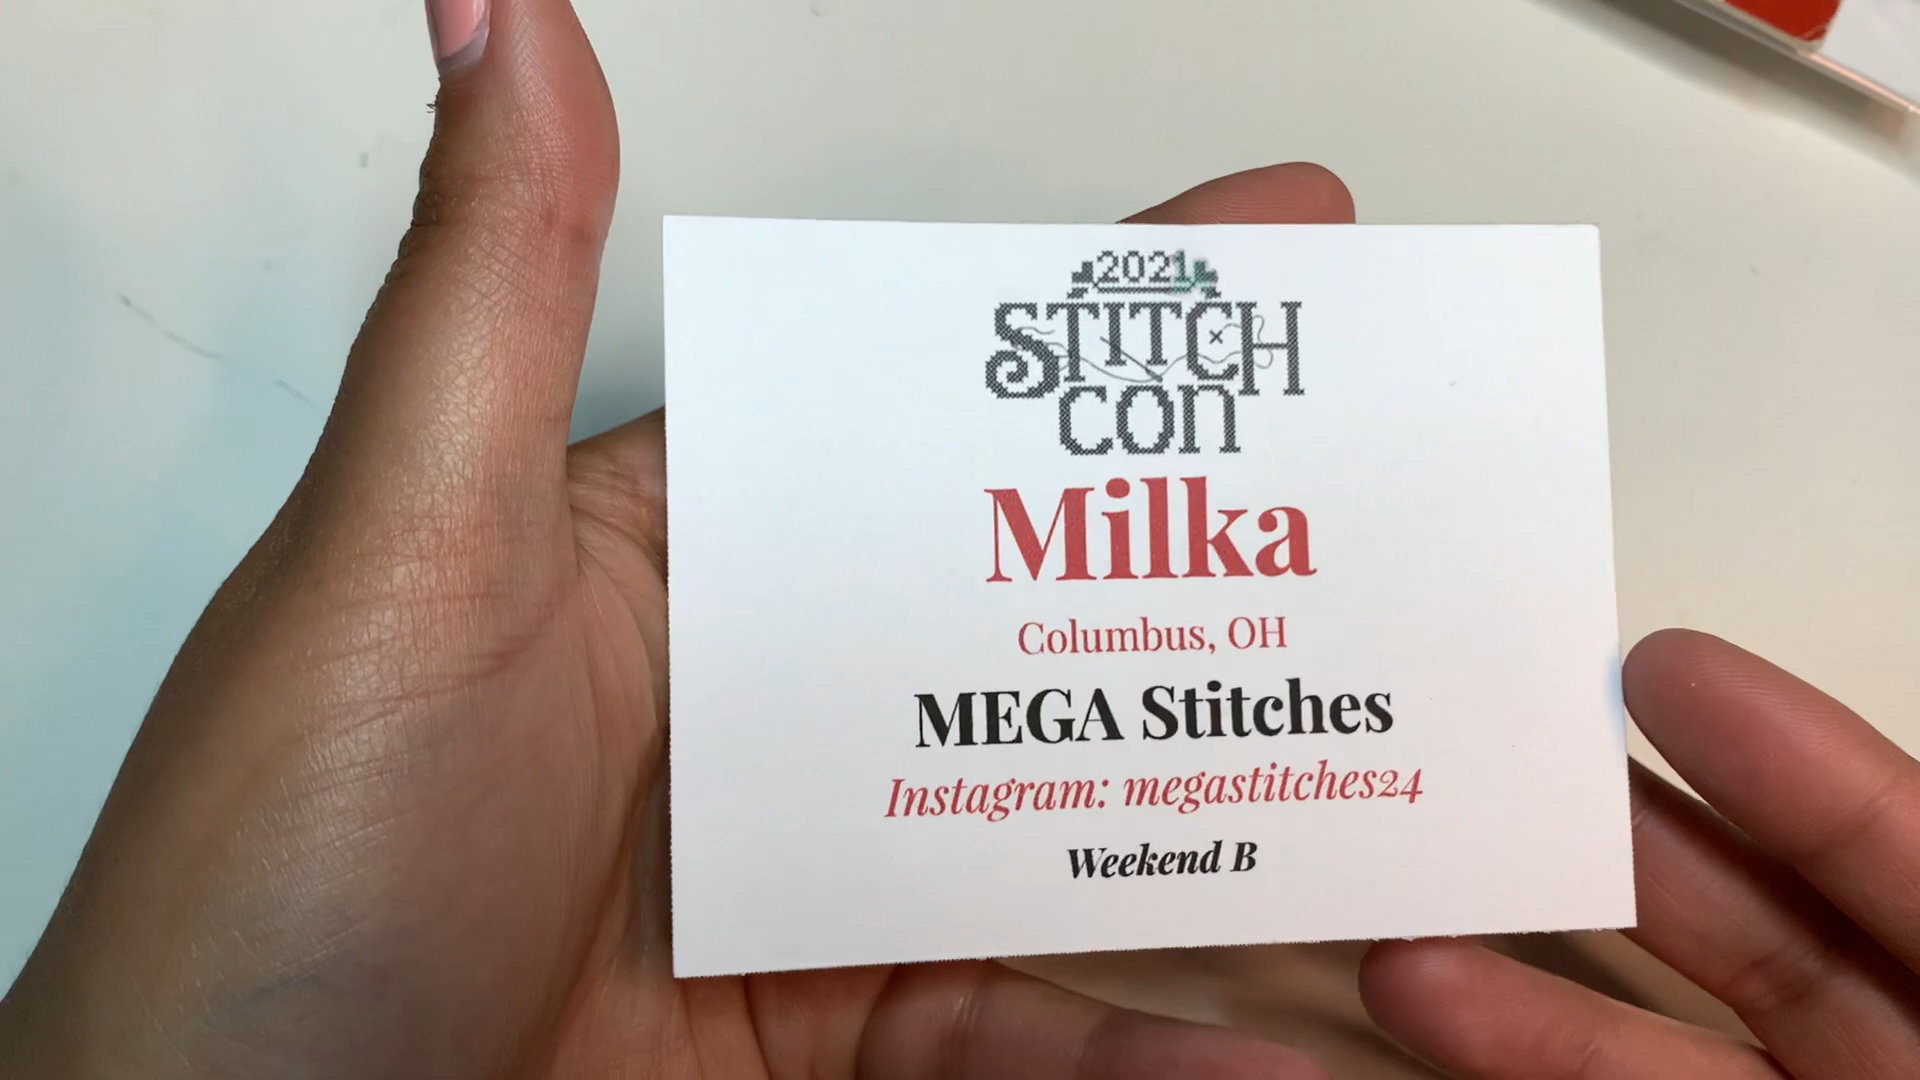 2021
STITCH
CON
Milka
Columbus, OH
MEGA Stitches
Instagram: megastitches24
Weekend B